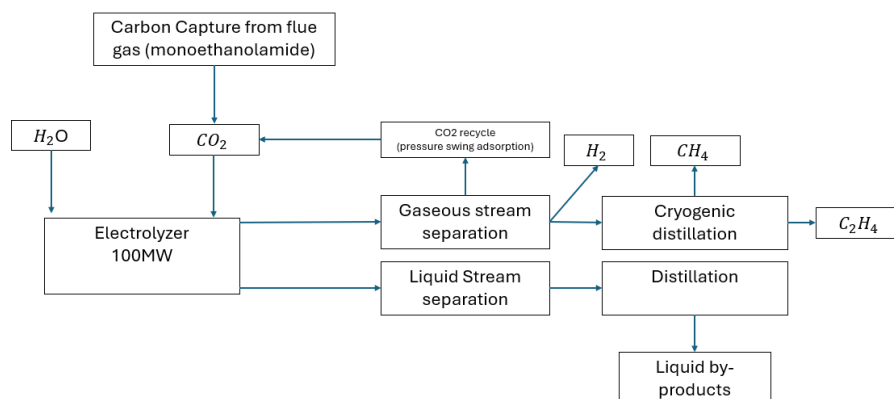 Carbon Capture from flue
gas (monoethanolamide)
H₂O
CO₂
CO2 recycle
(pressure swing adsorption)
H₂
CH₄
Electrolyzer
100MW
Gaseous stream
separation
Cryogenic
distillation
C₂H₄
Liquid Stream
separation
Distillation
Liquid by-
products